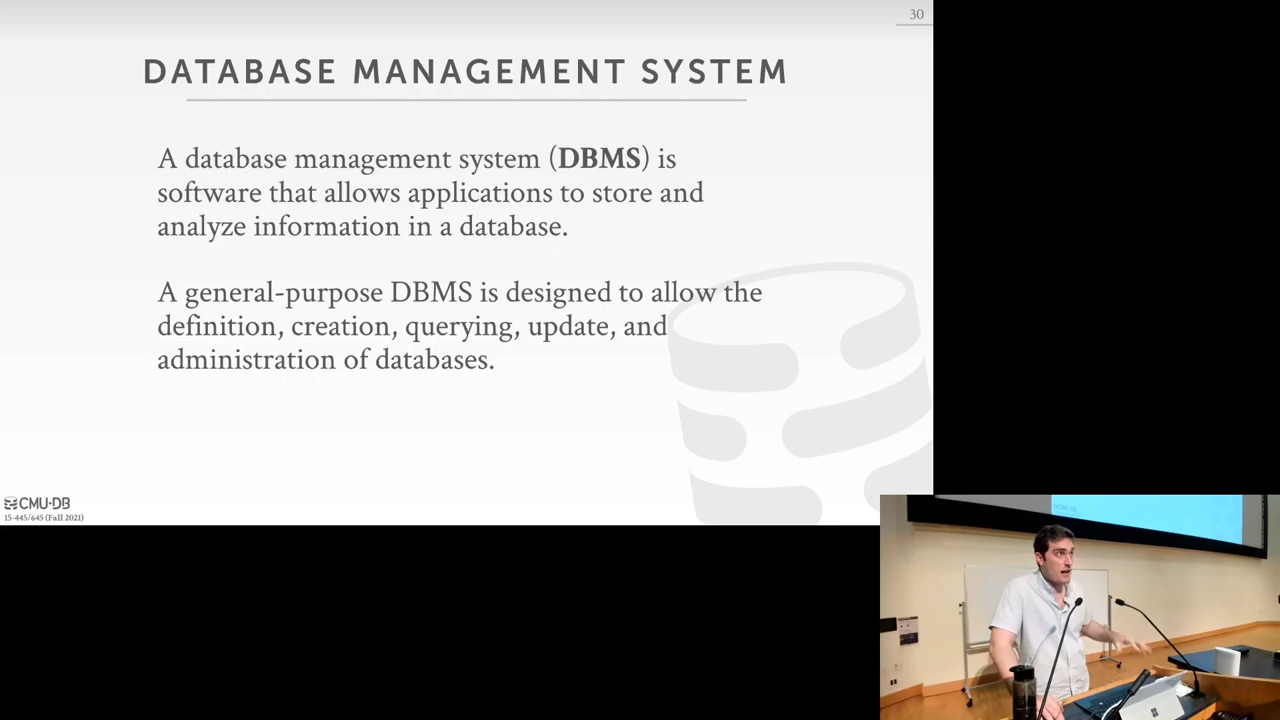 30
DATABASE MANAGEMENT SYSTEM
A database management system (DBMS) is
software that allows applications to store and
analyze information in a database.
A general-purpose DBMS is designed to allow the
definition, creation, querying, update, and
administration of databases.
CMU·DB
15-445/645 (Fall 2021)